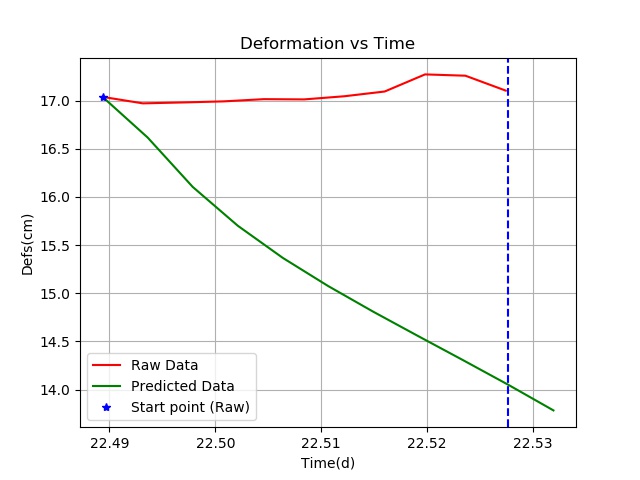 Deformation vs Time
Defs(cm)
17.0
16.5
16.0
15.5
15.0
14.5
14.0
Raw Data
Predicted Data
Start point (Raw)
22.49 22.50 22.51 22.52 22.53
Time(d)